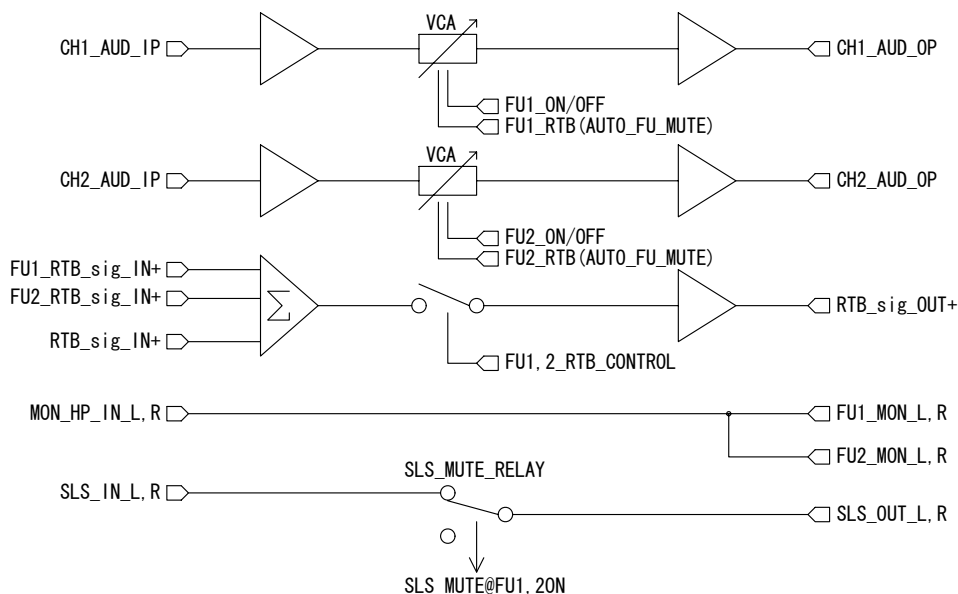 VCA
CH1_AUD_IP
CH1_AUD_OP
FU1_ON/OFF
FU1_RTB(AUTO_FU_MUTE)
VCA
CH2_AUD_IP
CH2_AUD_OP
FU2_ON/OFF
FU2_RTB(AUTO_FU_MUTE)
FU1_RTB_sig_IN+
FU2_RTB_sig_IN+
Σ
RTB_sig_OUT+
RTB_sig_IN+
FU1,2_RTB_CONTROL
MON_HP_IN_L,R
FU1_MON_L,R
FU2_MON_L,R
SLS_MUTE_RELAY
SLS_IN_L,R
SLS_OUT_L,R
SLS MUTE@FU1,2ON